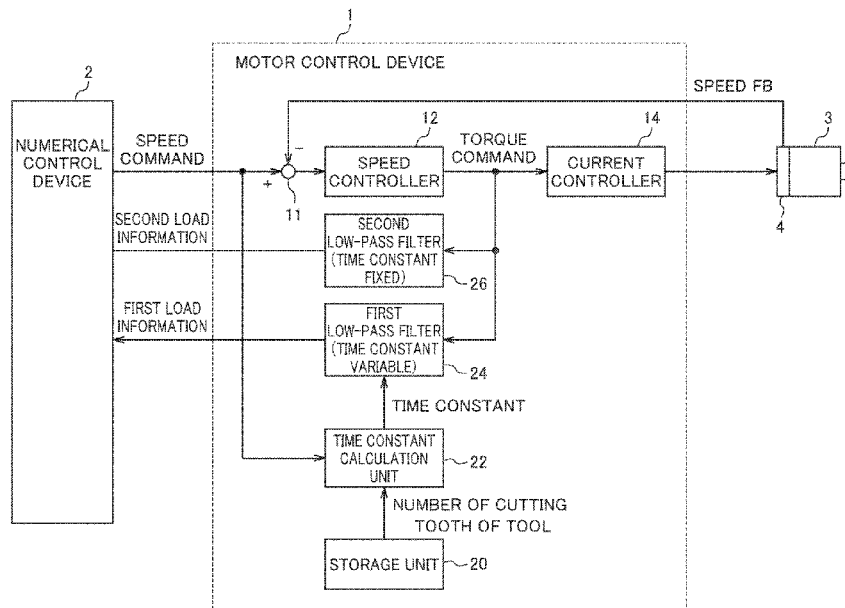 1
MOTOR CONTROL DEVICE
2
NUMERICAL
CONTROL
DEVICE
SPEED
COMMAND
+
−
11
12
SPEED
CONTROLLER
TORQUE
COMMAND
14
CURRENT
CONTROLLER
SPEED FB
3
4
SECOND LOAD
INFORMATION
SECOND
LOW-PASS FILTER
(TIME CONSTANT
FIXED)
26
FIRST LOAD
INFORMATION
FIRST
LOW-PASS FILTER
(TIME CONSTANT
VARIABLE)
24
TIME CONSTANT
TIME CONSTANT
CALCULATION
UNIT
22
NUMBER OF CUTTING
TOOTH OF TOOL
STORAGE UNIT
20